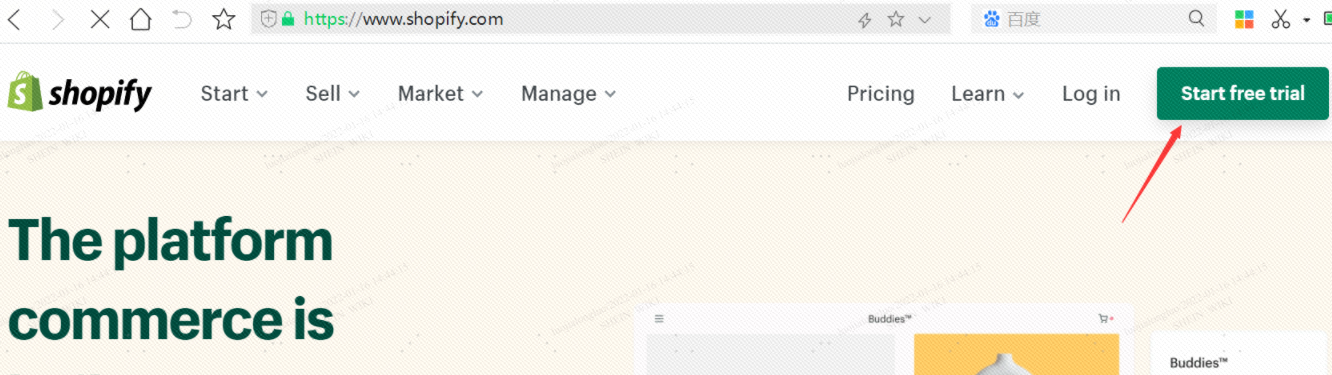 https://www.shopify.com
百度
shopify
Start
Sell
Market
Manage
Pricing
Learn
Log in
Start free trial
The platform
commerce is
Buddies™
Buddies™
SHEIN_WIKI